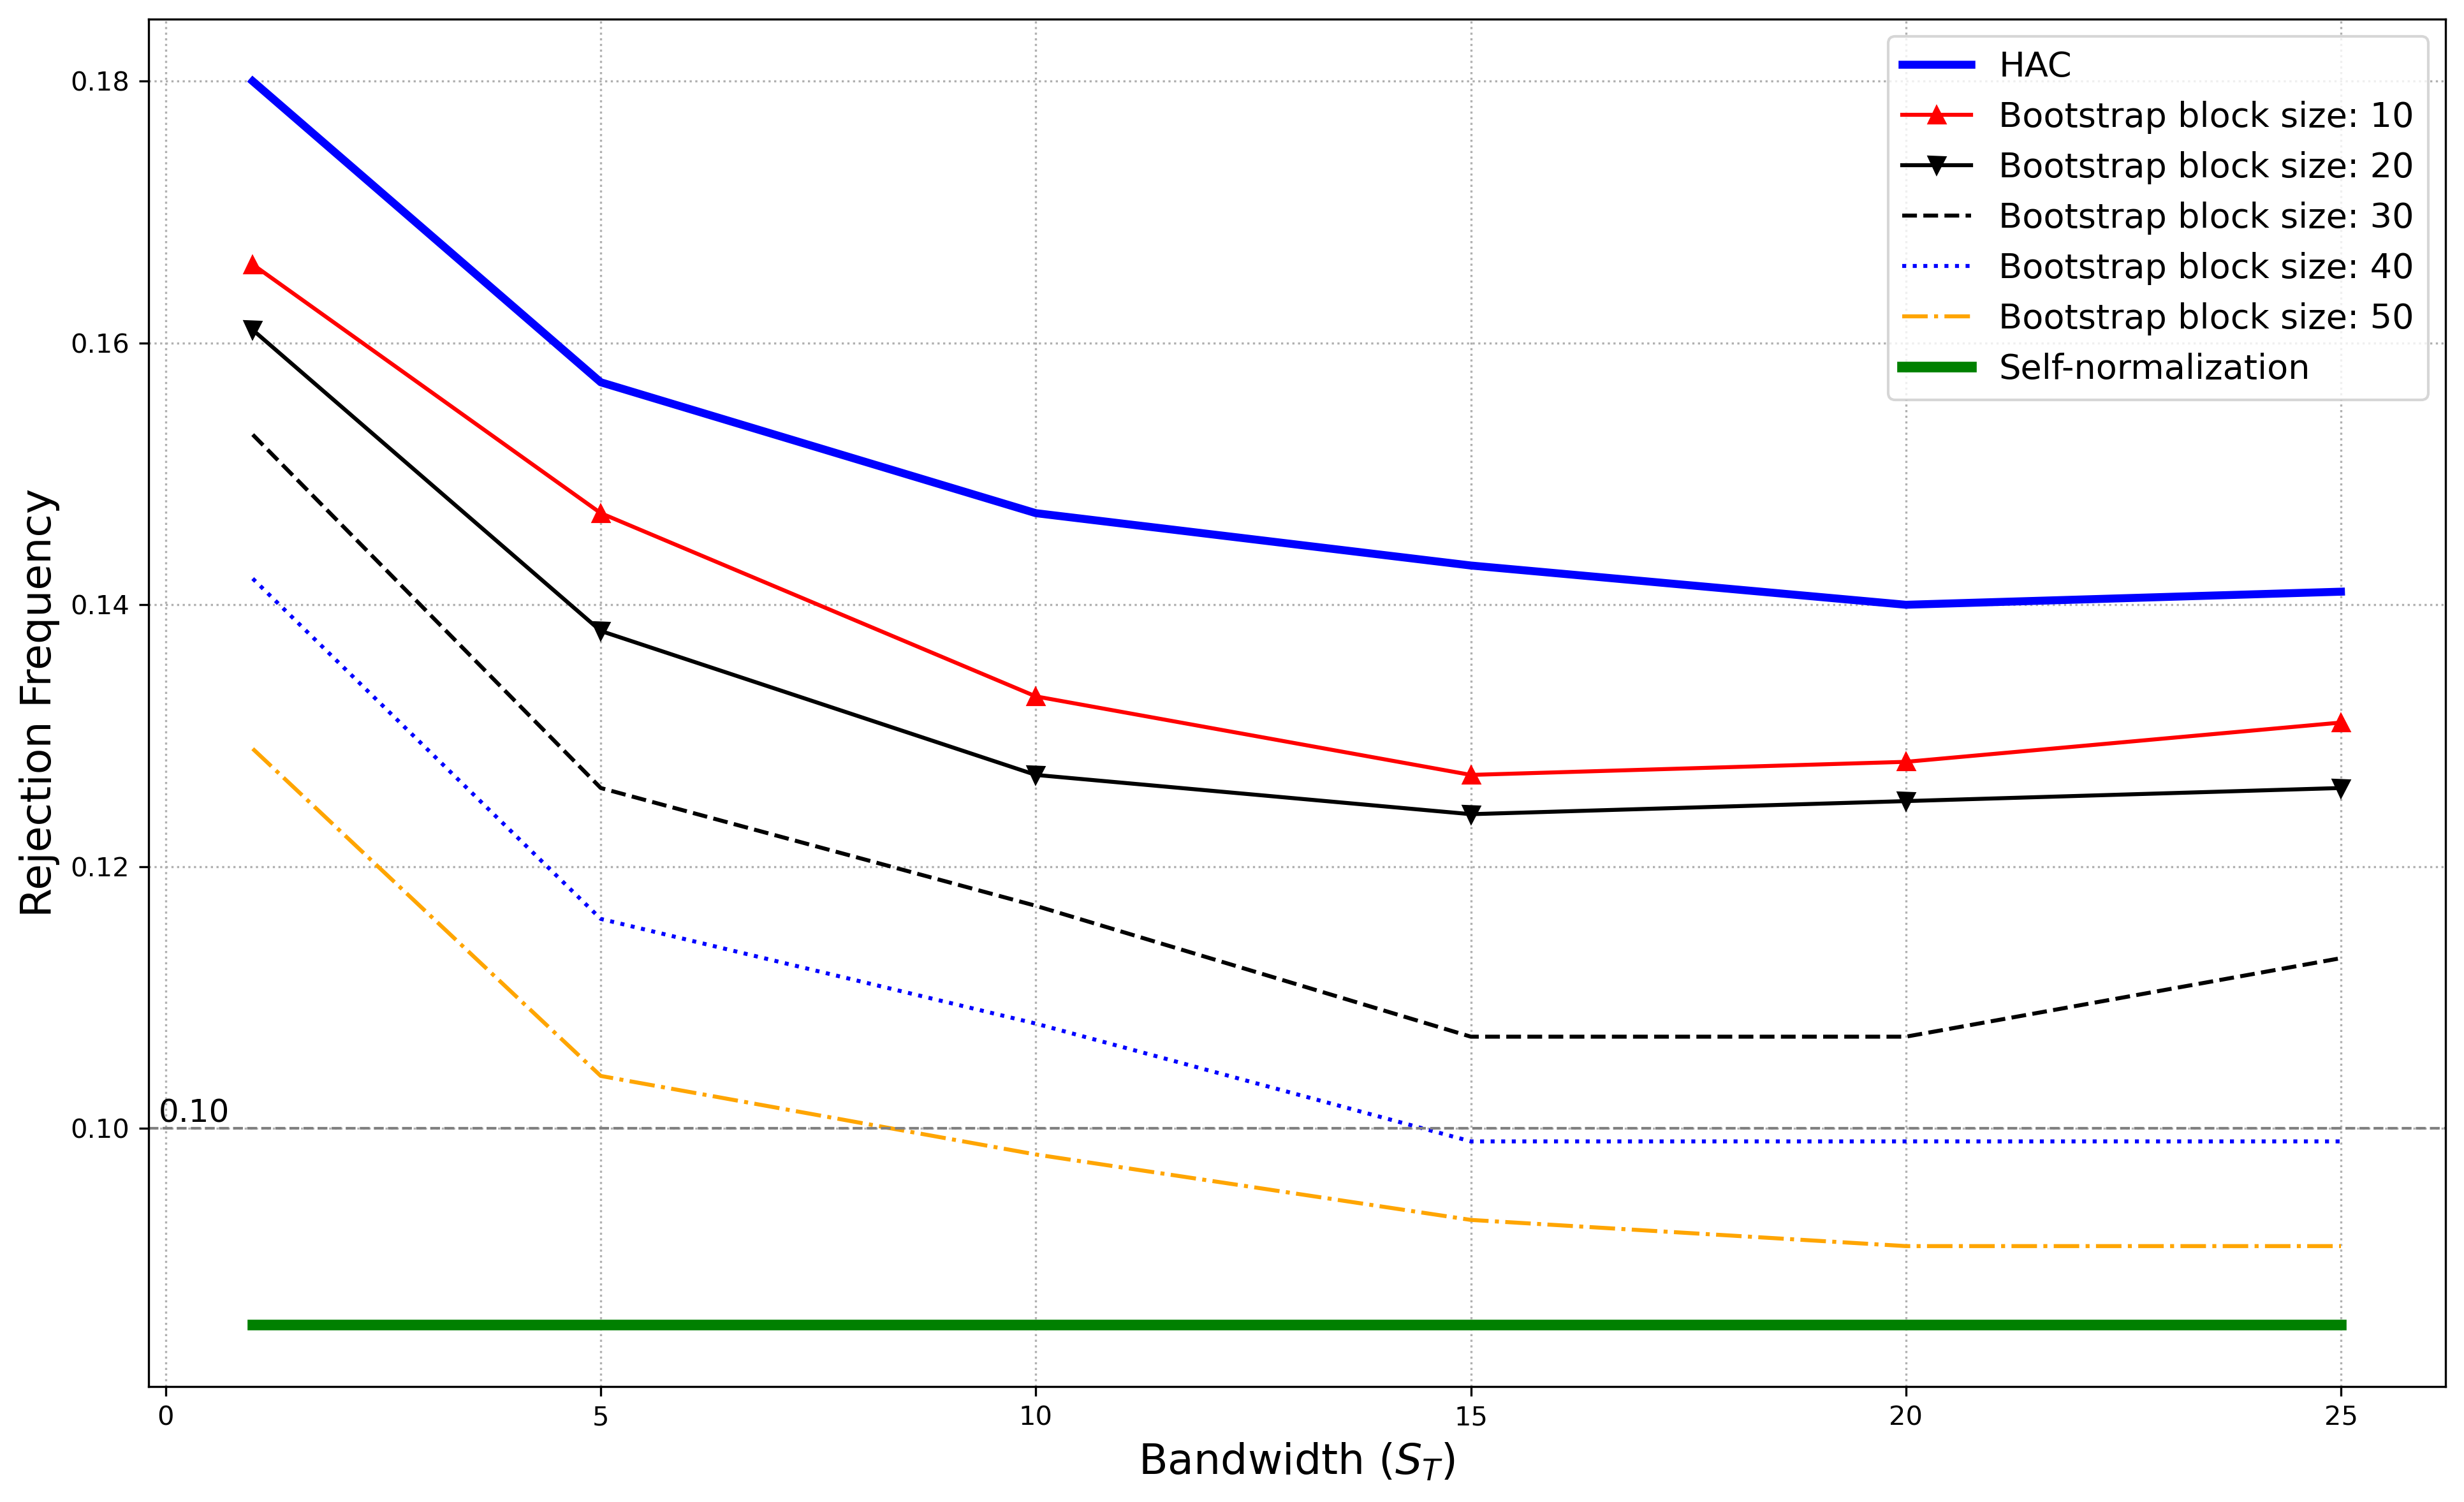 HAC
Bootstrap block size: 10
Bootstrap block size: 20
Bootstrap block size: 30
Bootstrap block size: 40
Bootstrap block size: 50
Self-normalization
Rejection Frequency
0.18
0.16
0.14
0.12
0.10
0.10
0 5 10 15 20 25
Bandwidth (S_T)